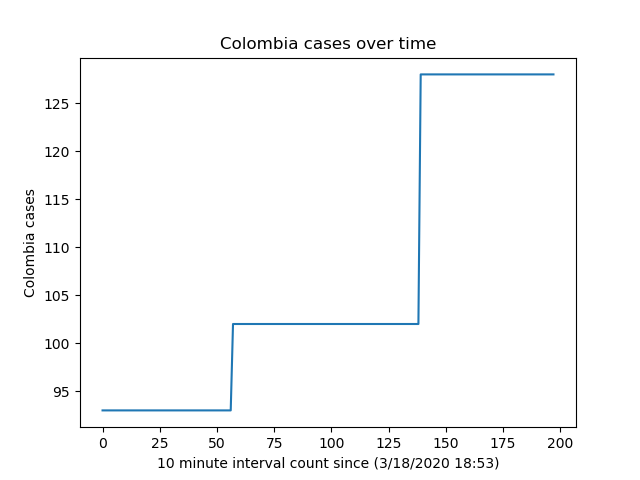 Colombia cases over time
125
120
115
110
105
100
95
Colombia cases
0 25 50 75 100 125 150 175 200
10 minute interval count since (3/18/2020 18:53)